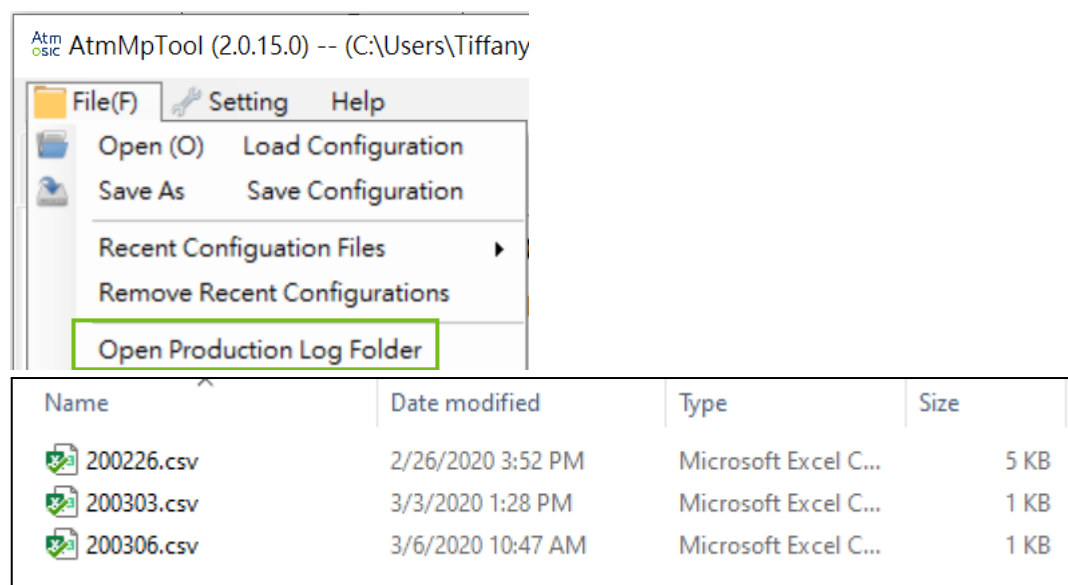 Atmosic AtmMpTool (2.0.15.0) -- (C:\Users\Tiffany
File(F) Setting Help
Open (O) Load Configuration
Save As Save Configuration
Recent Configuation Files
Remove Recent Configurations
Open Production Log Folder
Name Date modified Type Size
200226.csv 2/26/2020 3:52 PM Microsoft Excel C... 5 KB
200303.csv 3/3/2020 1:28 PM Microsoft Excel C... 1 KB
200306.csv 3/6/2020 10:47 AM Microsoft Excel C... 1 KB